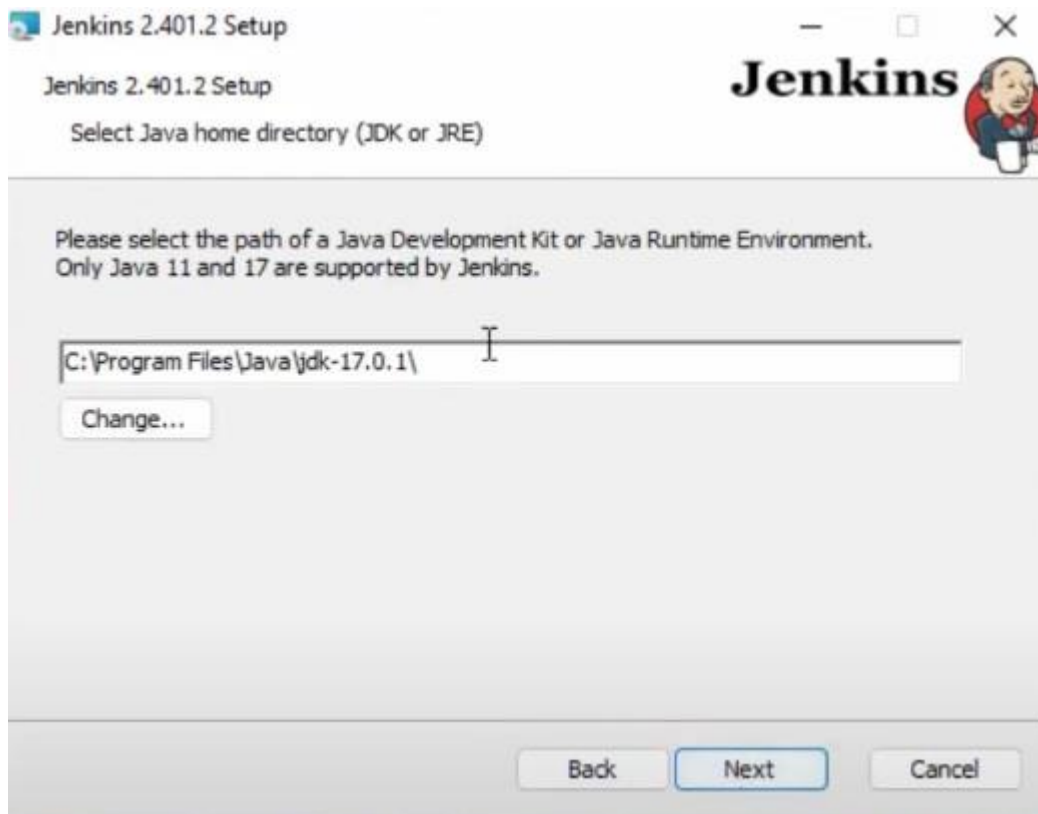 Jenkins 2.401.2 Setup
Jenkins 2.401.2 Setup
Jenkins
Select Java home directory (JDK or JRE)
Please select the path of a Java Development Kit or Java Runtime Environment.
Only Java 11 and 17 are supported by Jenkins.
C:\Program Files\Java\jdk-17.0.1\
Change...
Back
Next
Cancel